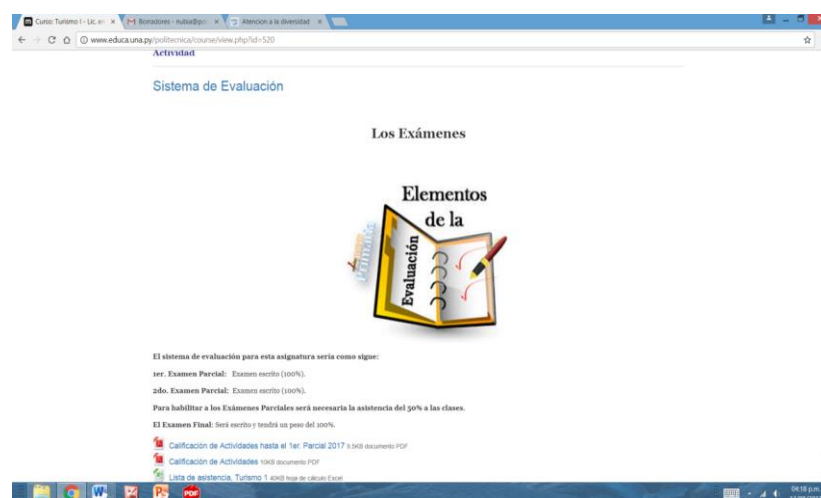 Curso: Turismo I - Lic. en
Borradores - nubia@pol
Atencion a la diversidad
www.educa.una.py/politecnica/course/view.php?id=520
Actividad
Sistema de Evaluación
Los Exámenes
Elementos
de la
Evaluación
primaria
El sistema de evaluación para esta asignatura sería como sigue:
1er. Examen Parcial: Examen escrito (100%).
2do. Examen Parcial: Examen escrito (100%).
Para habilitar a los Exámenes Parciales será necesaria la asistencia del 50% a las clases.
El Examen Final: Será escrito y tendrá un peso del 100%.
Calificación de Actividades hasta el 1er. Parcial 2017 9.5KB documento PDF
Calificación de Actividades 10KB documento PDF
Lista de asistencia, Turismo 1 40KB hoja de cálculo Excel
PDF
04:18 p.m.